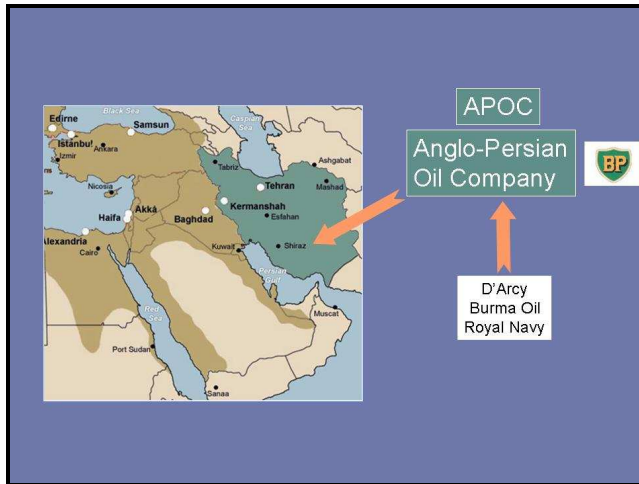 APOC
Anglo-Persian
Oil Company
BP
D'Arcy
Burma Oil
Royal Navy
Black Sea
Caspian
Sea
Edirne
Samsun
Istanbul
Ankara
Izmir
Tabriz
Ashgabat
Tehran
Mashad
Nicosia
Kermanshah
Akká
Haifa
Baghdad
Esfahan
Alexandria
Cairo
Kuwait
Shiraz
Persian
Gulf
Red
Sea
Muscat
Port Sudan
Sanaa